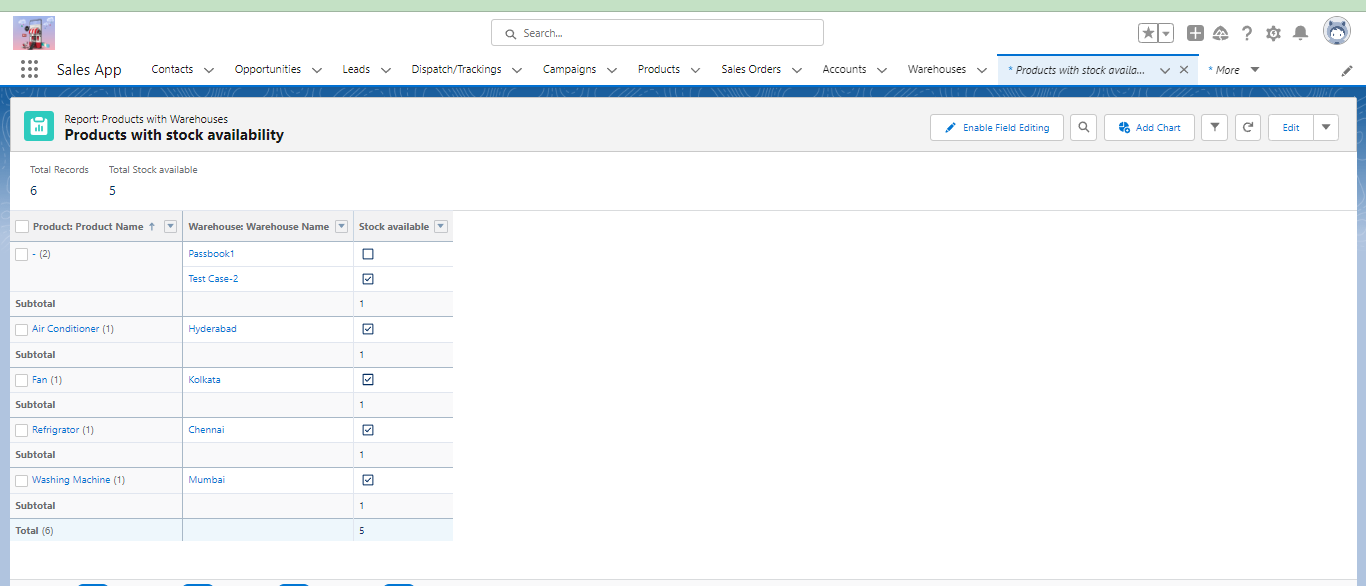 Search...
Sales App
Contacts
Opportunities
Leads
Dispatch/Trackings
Campaigns
Products
Sales Orders
Accounts
Warehouses
* Products with stock availa...
* More
Report: Products with Warehouses
Products with stock availability
Enable Field Editing
Add Chart
Edit
Total Records
Total Stock available
6
5
Product: Product Name ↑
Warehouse: Warehouse Name
Stock available
- (2)
Passbook1
Test Case-2
Subtotal
1
Air Conditioner (1)
Hyderabad
Subtotal
1
Fan (1)
Kolkata
Subtotal
1
Refrigrator (1)
Chennai
Subtotal
1
Washing Machine (1)
Mumbai
Subtotal
1
Total (6)
5